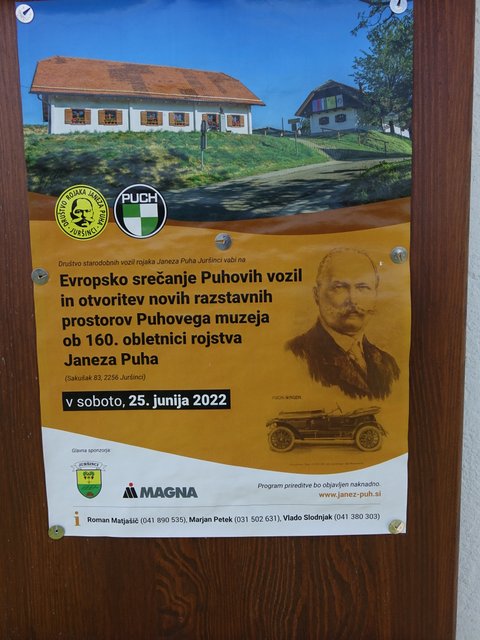 DRUŠTVO ROJAKA JANEZA PUHA
JURŠINCI
PUCH
Društvo starodobnih vozil rojaka Janeza Puha Juršinci vabi na
Evropsko srečanje Puhovih vozil
in otvoritev novih razstavnih
prostorov Puhovega muzeja
ob 160. obletnici rojstva
Janeza Puha
(Sakušak 83, 2256 Juršinci)
v soboto, 25. junija 2022
Glavna sponzorja:
JURŠINCI
MAGNA
Program prireditve bo objavljen naknadno.
www.janez-puh.si
i Roman Matjašič (041 890 535), Marjan Petek (031 502 631), Vlado Slodnjak (041 380 303)